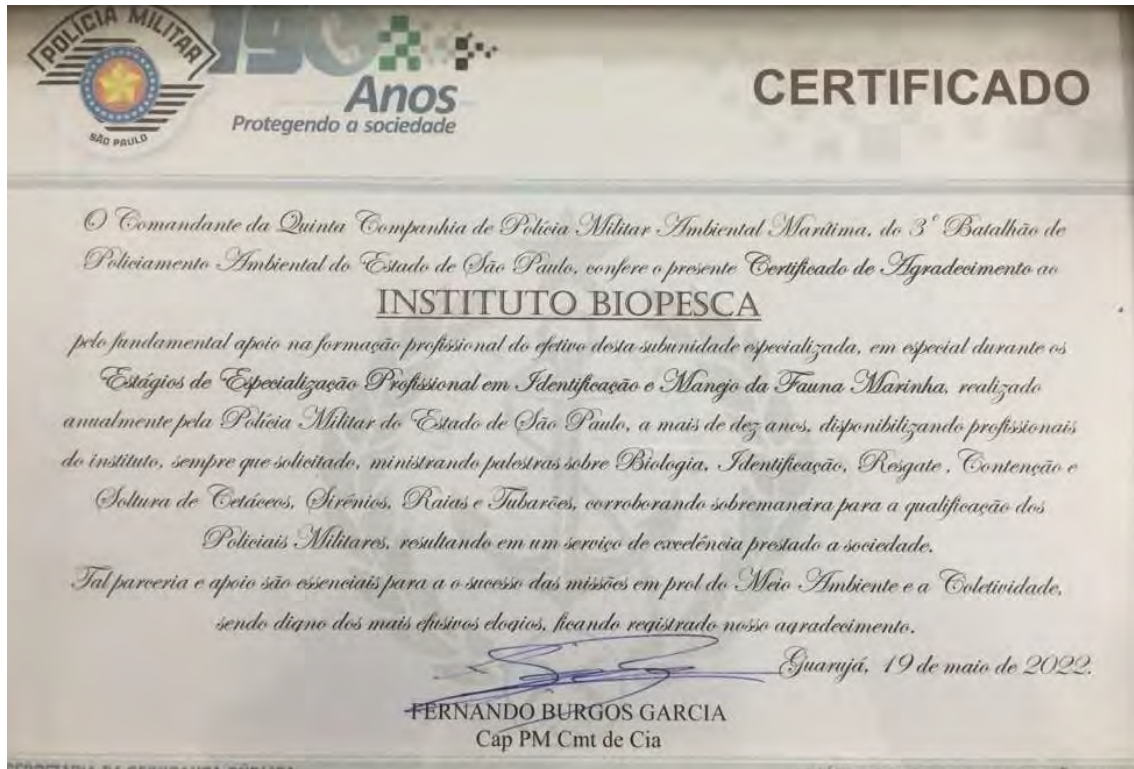 POLÍCIA MILITAR
SÃO PAULO
190
Anos
Protegendo a sociedade
CERTIFICADO
O Comandante da Quinta Companhia de Polícia Militar Ambiental Marítima, do 3º Batalhão de
Policiamento Ambiental do Estado de São Paulo, confere o presente Certificado de Agradecimento ao
INSTITUTO BIOPESCA
pelo fundamental apoio na formação profissional do efetivo desta subunidade especializada, em especial durante os
Estágios de Especialização Profissional em Identificação e Manejo da Fauna Marinha, realizado
anualmente pela Polícia Militar do Estado de São Paulo, a mais de dez anos, disponibilizando profissionais
do instituto, sempre que solicitado, ministrando palestras sobre Biologia, Identificação, Resgate , Contenção e
Soltura de Cetáceos, Sirênios, Raias e Tubarões, corroborando sobremaneira para a qualificação dos
Policiais Militares, resultando em um serviço de excelência prestado a sociedade.
Tal parceria e apoio são essenciais para a o sucesso das missões em prol do Meio Ambiente e a Coletividade,
sendo digno dos mais efusivos elogios, ficando registrado nosso agradecimento.
Guarujá, 19 de maio de 2022.
FERNANDO BURGOS GARCIA
Cap PM Cmt de Cia